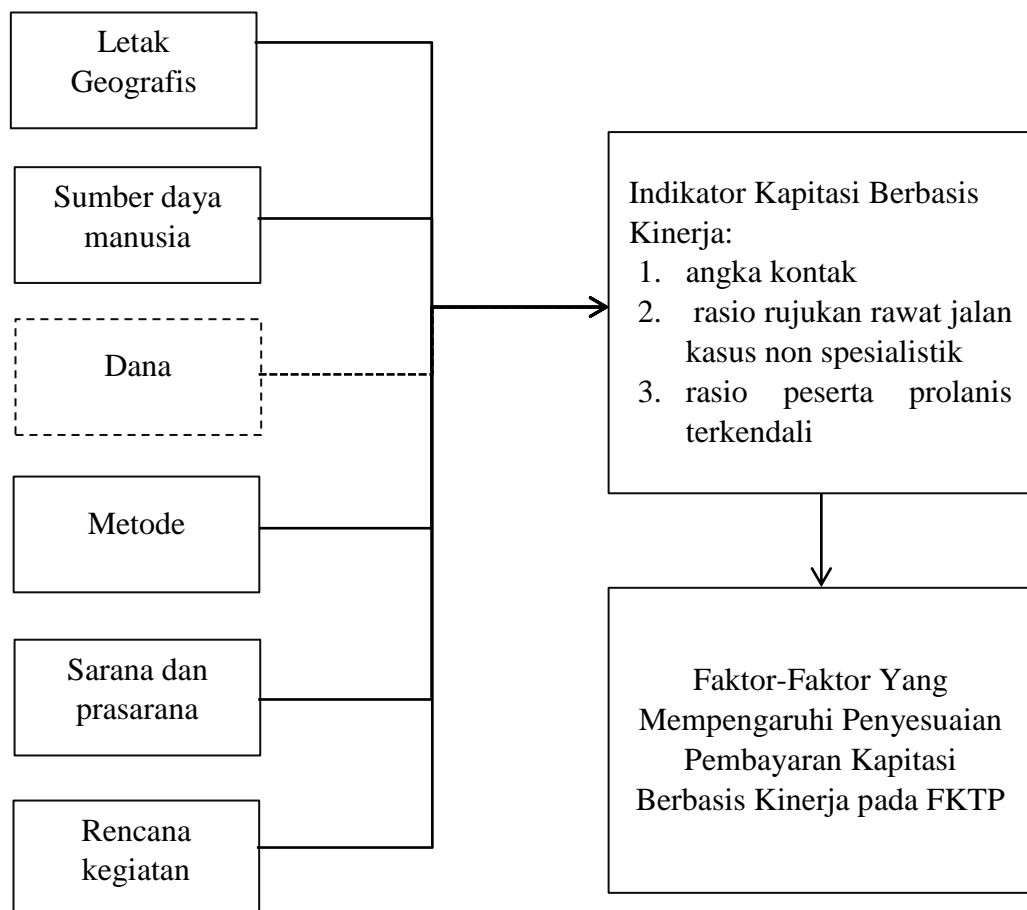 Letak
Geografis
Sumber daya
manusia
Dana
Metode
Sarana dan
prasarana
Rencana
kegiatan
Indikator Kapitasi Berbasis
Kinerja:
1. angka kontak
2. rasio rujukan rawat jalan
kasus non spesialistik
3. rasio peserta prolanis
terkendali
Faktor-Faktor Yang
Mempengaruhi Penyesuaian
Pembayaran Kapitasi
Berbasis Kinerja pada FKTP